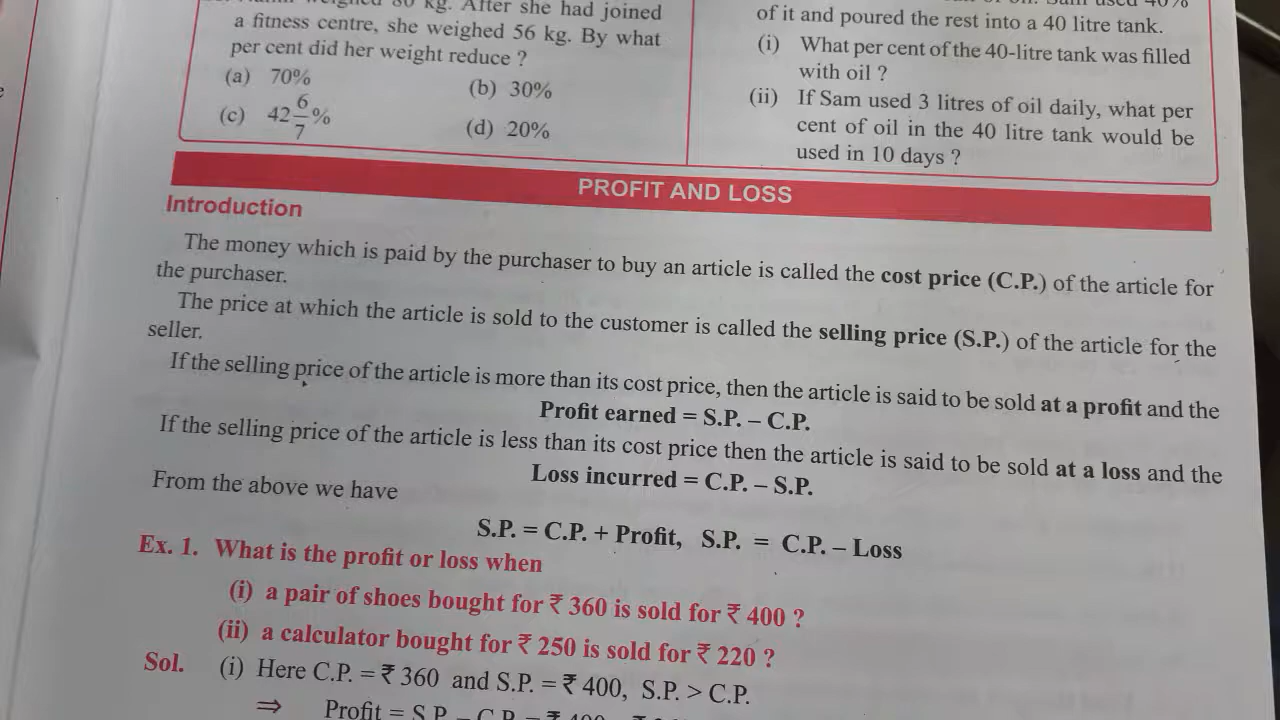 80 kg. After she had joined
a fitness centre, she weighed 56 kg. By what
per cent did her weight reduce ?
(a) 70%
(b) 30%
(c) 42 6/7 %
(d) 20%
Sam used 40%
of it and poured the rest into a 40 litre tank.
(i) What per cent of the 40-litre tank was filled
with oil ?
(ii) If Sam used 3 litres of oil daily, what per
cent of oil in the 40 litre tank would be
used in 10 days ?
PROFIT AND LOSS
Introduction
The money which is paid by the purchaser to buy an article is called the cost price (C.P.) of the article for
the purchaser.
The price at which the article is sold to the customer is called the selling price (S.P.) of the article for the
seller.
If the selling price of the article is more than its cost price, then the article is said to be sold at a profit and the
Profit earned = S.P. – C.P.
If the selling price of the article is less than its cost price then the article is said to be sold at a loss and the
Loss incurred = C.P. – S.P.
From the above we have
S.P. = C.P. + Profit, S.P. = C.P. – Loss
Ex. 1. What is the profit or loss when
(i) a pair of shoes bought for ₹ 360 is sold for ₹ 400 ?
(ii) a calculator bought for ₹ 250 is sold for ₹ 220 ?
Sol. (i) Here C.P. = ₹ 360 and S.P. = ₹ 400, S.P. > C.P.
⇒ Profit = S.P. – C.P. = ₹ 400